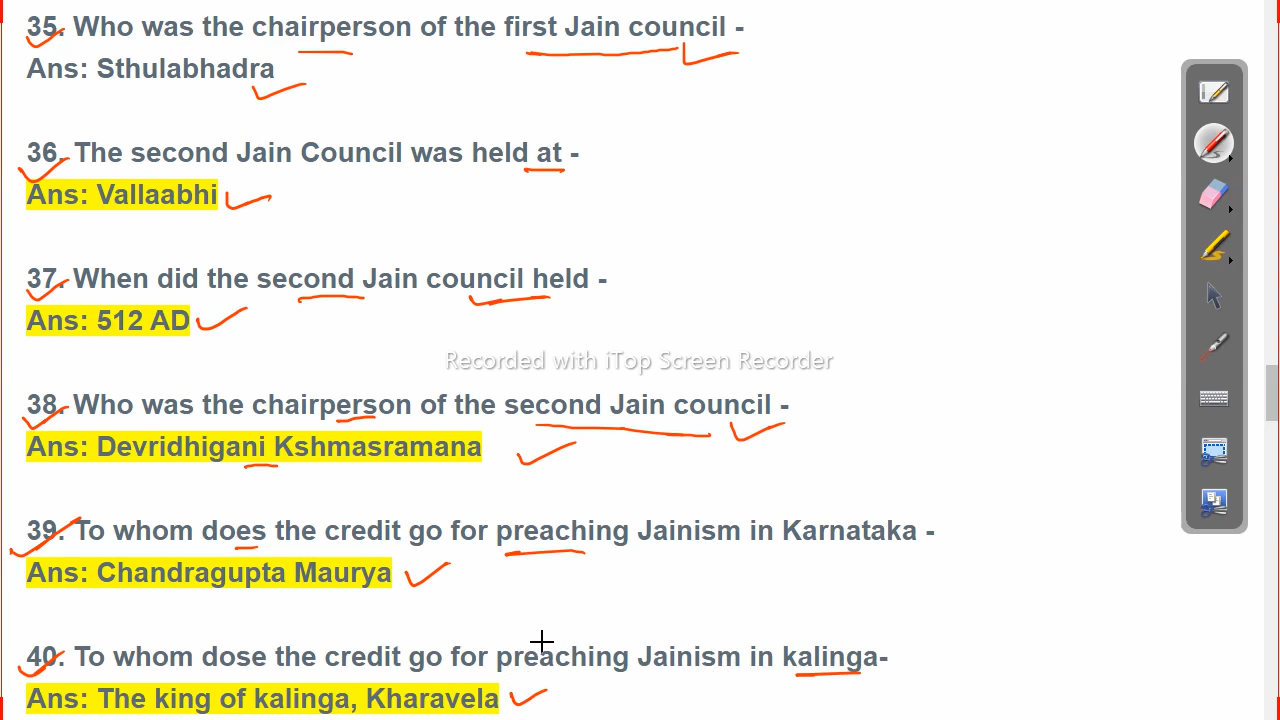 35. Who was the chairperson of the first Jain council -
Ans: Sthulabhadra
36. The second Jain Council was held at -
Ans: Vallaabhi
37. When did the second Jain council held -
Ans: 512 AD
Recorded with iTop Screen Recorder
38. Who was the chairperson of the second Jain council -
Ans: Devridhigani Kshmasramana
39. To whom does the credit go for preaching Jainism in Karnataka -
Ans: Chandragupta Maurya
40. To whom dose the credit go for preaching Jainism in kalinga-
Ans: The king of kalinga, Kharavela